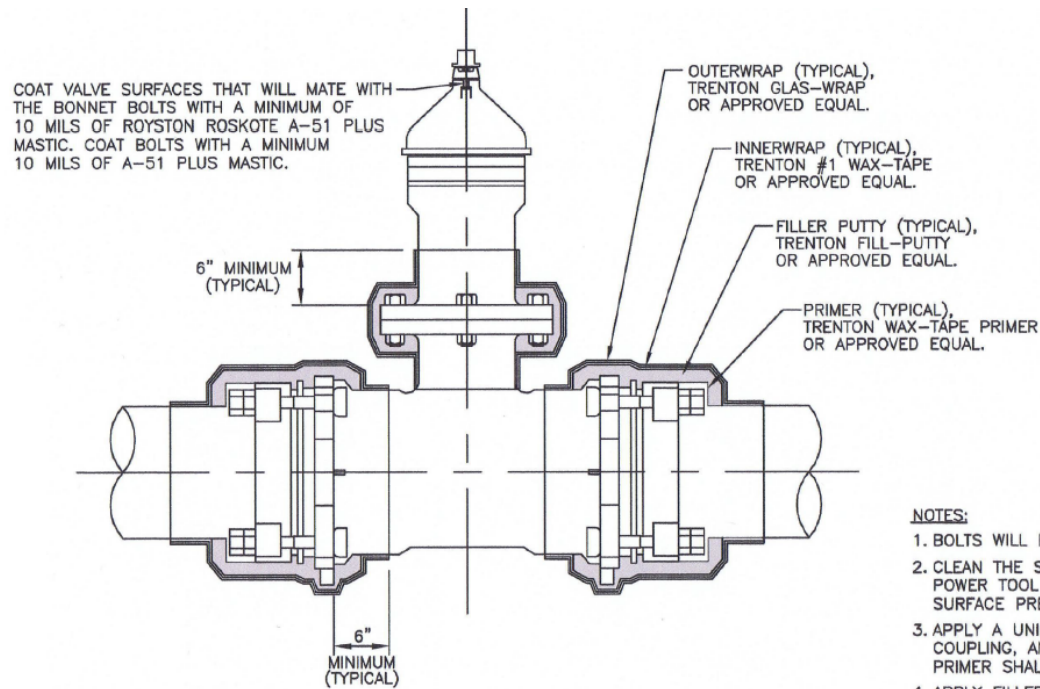 COAT VALVE SURFACES THAT WILL MATE WITH
THE BONNET BOLTS WITH A MINIMUM OF
10 MILS OF ROYSTON ROSKOTE A-51 PLUS
MASTIC. COAT BOLTS WITH A MINIMUM
10 MILS OF A-51 PLUS MASTIC.
OUTERWRAP (TYPICAL),
TRENTON GLAS-WRAP
OR APPROVED EQUAL.
INNERWRAP (TYPICAL),
TRENTON #1 WAX-TAPE
OR APPROVED EQUAL.
FILLER PUTTY (TYPICAL),
TRENTON FILL-PUTTY
OR APPROVED EQUAL.
PRIMER (TYPICAL),
TRENTON WAX-TAPE PRIMER
OR APPROVED EQUAL.
6" MINIMUM
(TYPICAL)
6"
MINIMUM
(TYPICAL)
NOTES:
1. BOLTS WILL
2. CLEAN THE
POWER TOOL
SURFACE
3. APPLY A
COUPLING,
PRIMER